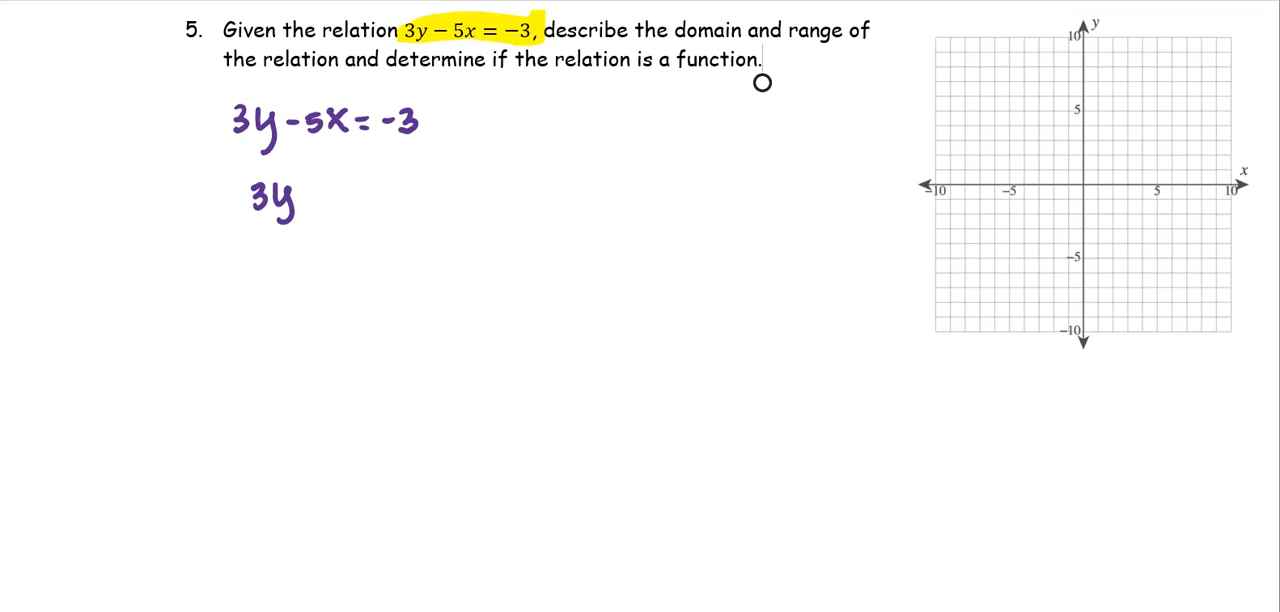 5. Given the relation 3y − 5x = −3, describe the domain and range of
the relation and determine if the relation is a function.
3y - 5x = -3
3y
y
10
5
x
-10 -5 5 10
-5
-10